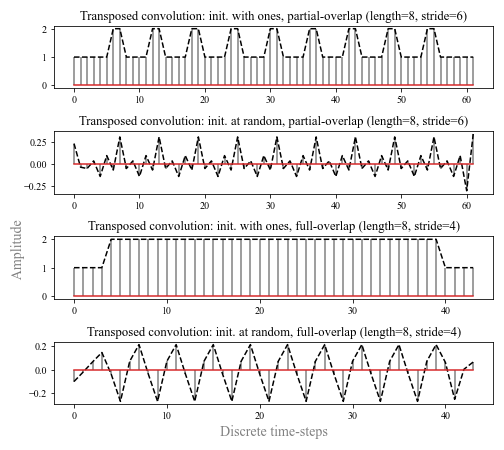 Transposed convolution: init. with ones, partial-overlap (length=8, stride=6)
2
1
0
0 10 20 30 40 50 60
Transposed convolution: init. at random, partial-overlap (length=8, stride=6)
0.25
0.00
−0.25
0 10 20 30 40 50 60
Transposed convolution: init. with ones, full-overlap (length=8, stride=4)
2
1
0
0 10 20 30 40
Transposed convolution: init. at random, full-overlap (length=8, stride=4)
0.2
0.0
−0.2
0 10 20 30 40
Amplitude
Discrete time-steps